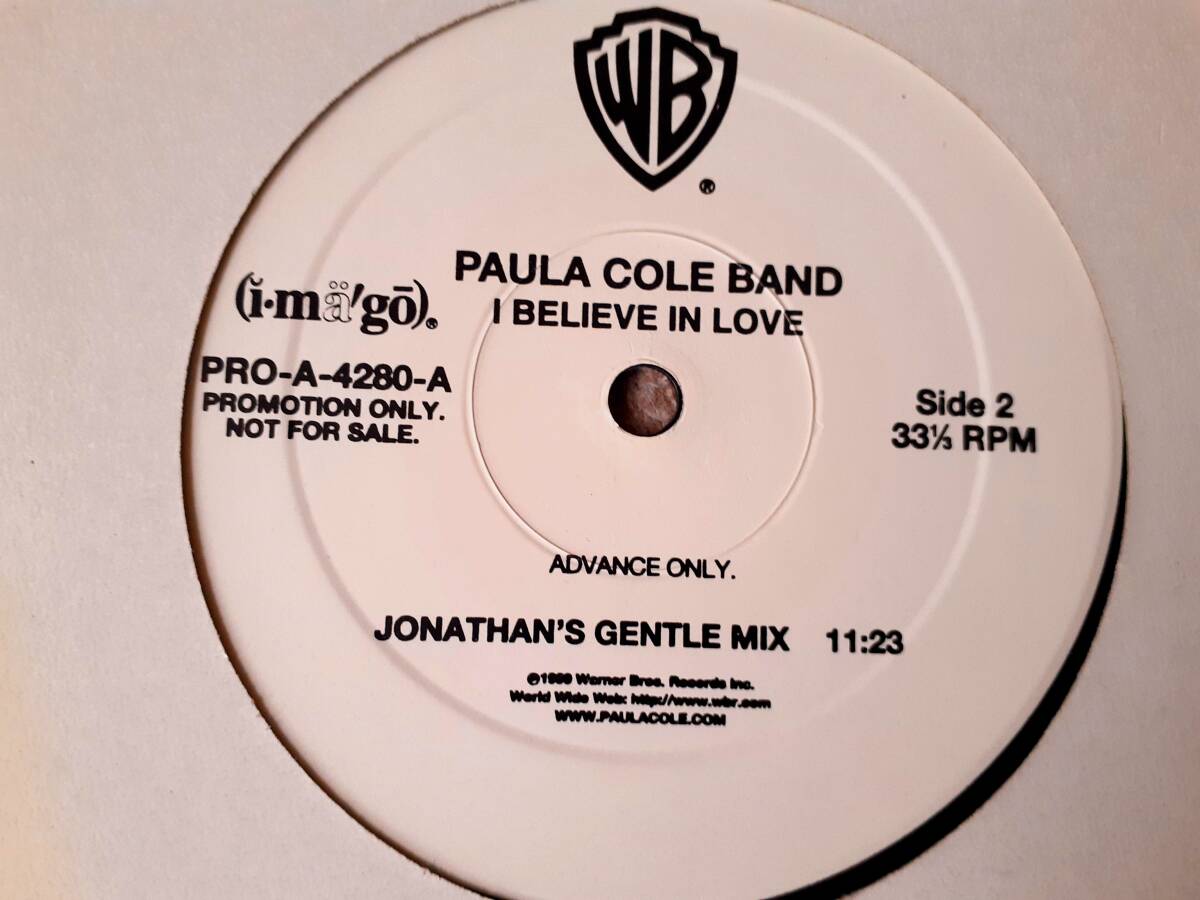 WB
®
PAULA COLE BAND
I BELIEVE IN LOVE
(ĭ·mä′gō)®
PRO-A-4280-A
PROMOTION ONLY.
NOT FOR SALE.
Side 2
33⅓ RPM
ADVANCE ONLY.
JONATHAN'S GENTLE MIX 11:23
Warner Bros. Records Inc.
World Wide Web: http://www.wbr.com
WWW.PAULACOLE.COM